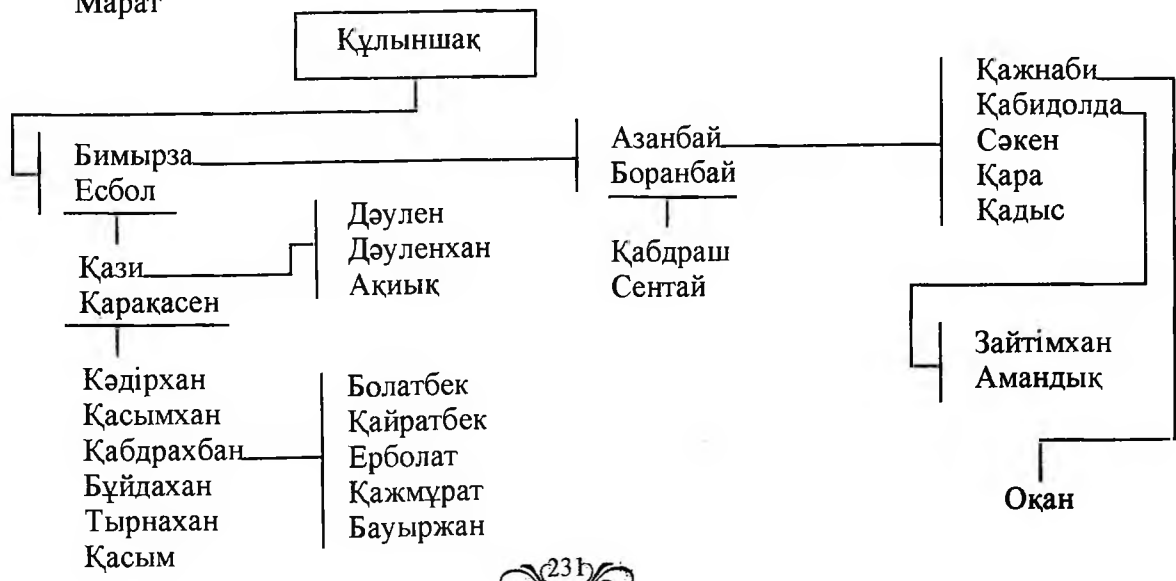 Марат
Құлыншақ
Бимырза
Есбол
Қази
Қарақасен
Дәулен
Дәуленхан
Ақиық
Кәдірхан
Қасымхан
Қабдрахбан
Бұйдахан
Тырнахан
Қасым
Болатбек
Қайратбек
Ерболат
Қажмұрат
Бауыржан
Азанбай
Боранбай
Қабдраш
Сентай
Қажнаби
Қабидолда
Сәкен
Қара
Қадыс
Зайтімхан
Амандық
Оқан
231